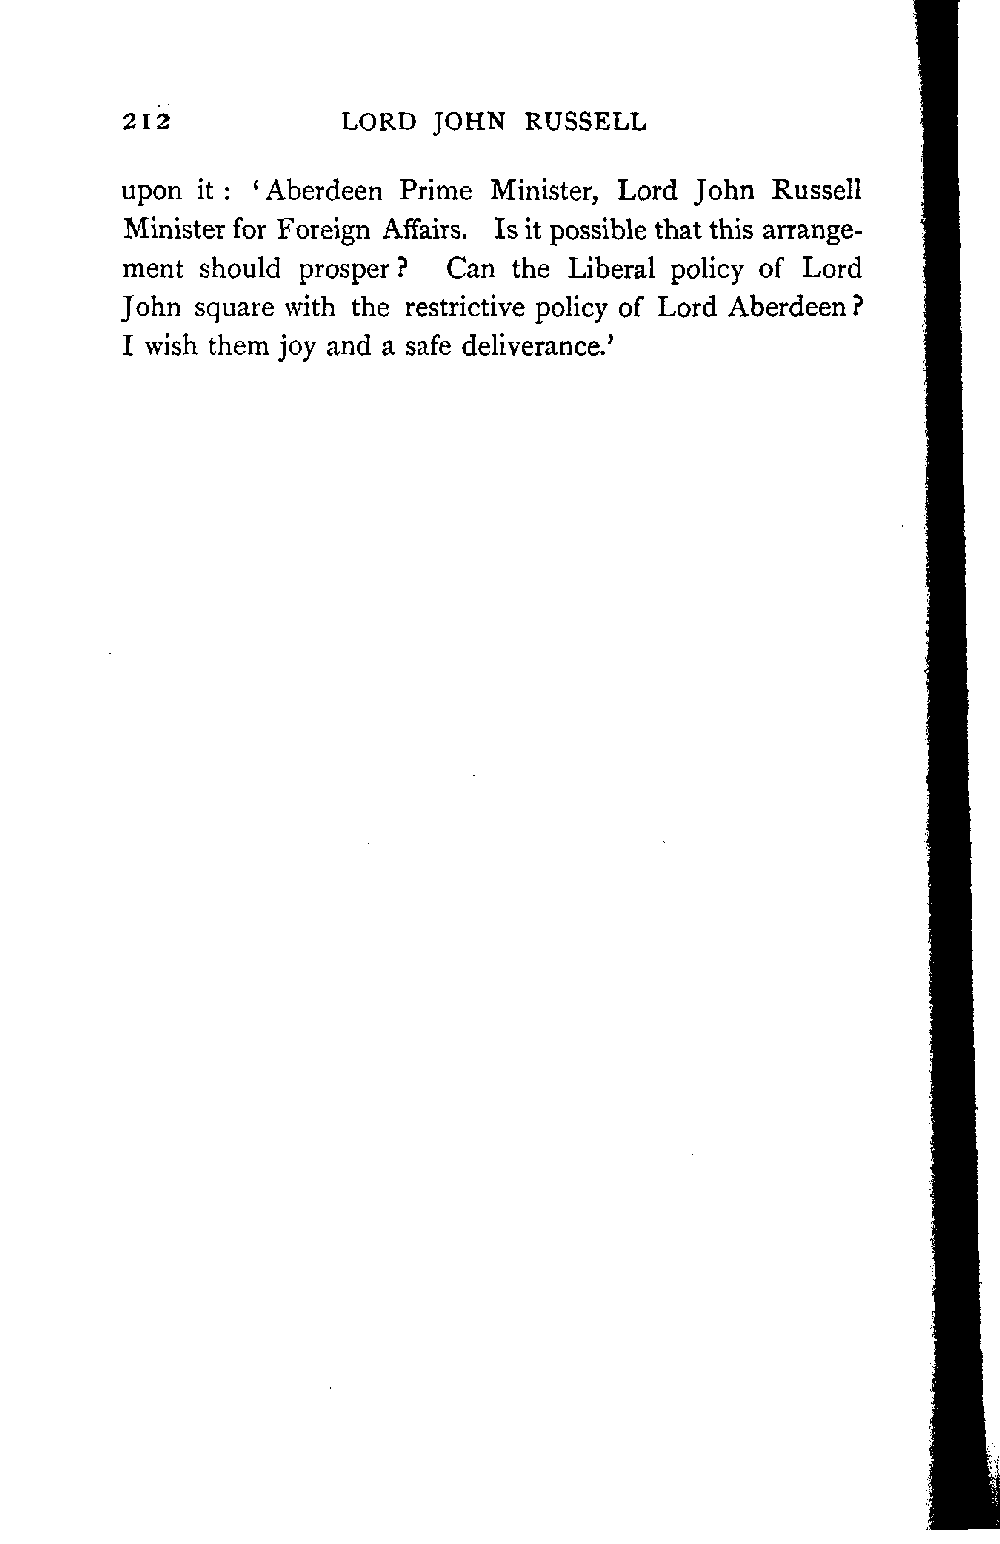 212 LORD JOHN RUSSELL
upon it : ‘Aberdeen Prime Minister, Lord John Russell
Minister for Foreign Affairs. Is it possible that this arrange-
ment should prosper ? Can the Liberal policy of Lord
John square with the restrictive policy of Lord Aberdeen ?
I wish them joy and a safe deliverance.’